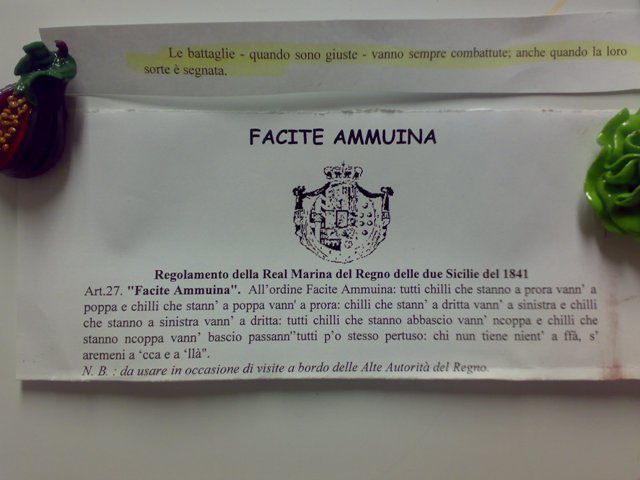 Le battaglie - quando sono giuste - vanno sempre combattute; anche quando la loro
sorte è segnata.
FACITE AMMUINA
Regolamento della Real Marina del Regno delle due Sicilie del 1841
Art.27. "Facite Ammuina". All'ordine Facite Ammuina: tutti chilli che stanno a prora vann' a
poppa e chilli che stann' a poppa vann' a prora: chilli che stann' a dritta vann' a sinistra e chilli
che stanno a sinistra vann' a dritta: tutti chilli che stanno abbascio vann' ncoppa e chilli che
stanno ncoppa vann' bascio passann''tutti p'o stesso pertuso: chi nun tiene nient' a ffà, s'
aremeni a 'cca e a 'llà".
N. B. : da usare in occasione di visite a bordo delle Alte Autorità del Regno.